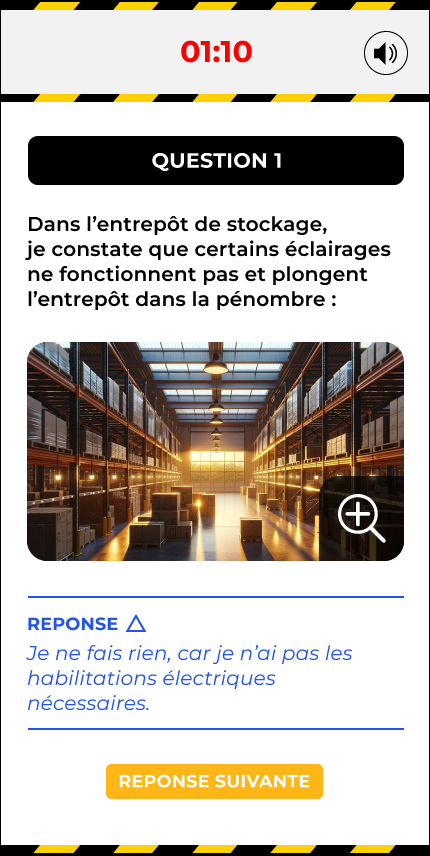 01:10
QUESTION 1
Dans l’entrepôt de stockage,
je constate que certains éclairages
ne fonctionnent pas et plongent
l’entrepôt dans la pénombre :
REPONSE
Je ne fais rien, car je n’ai pas les
habilitations électriques
nécessaires.
REPONSE SUIVANTE